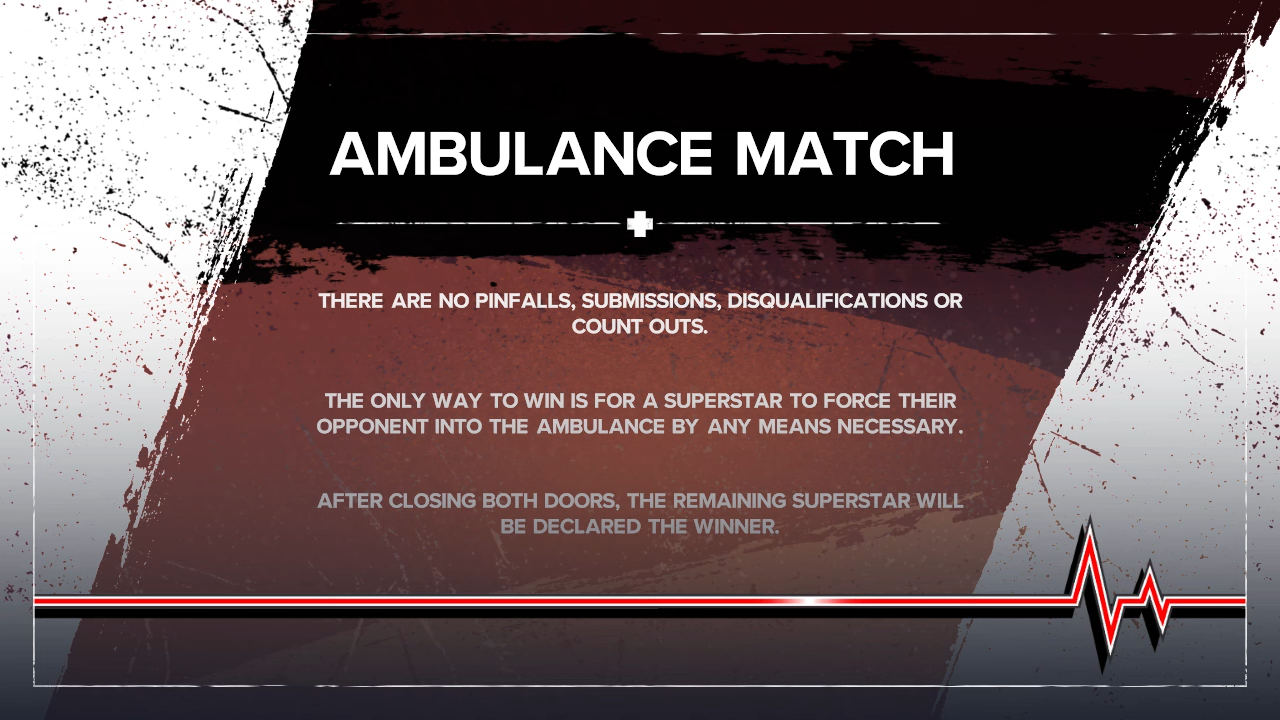 AMBULANCE MATCH
THERE ARE NO PINFALLS, SUBMISSIONS, DISQUALIFICATIONS OR
COUNT OUTS.
THE ONLY WAY TO WIN IS FOR A SUPERSTAR TO FORCE THEIR
OPPONENT INTO THE AMBULANCE BY ANY MEANS NECESSARY.
AFTER CLOSING BOTH DOORS, THE REMAINING SUPERSTAR WILL
BE DECLARED THE WINNER.